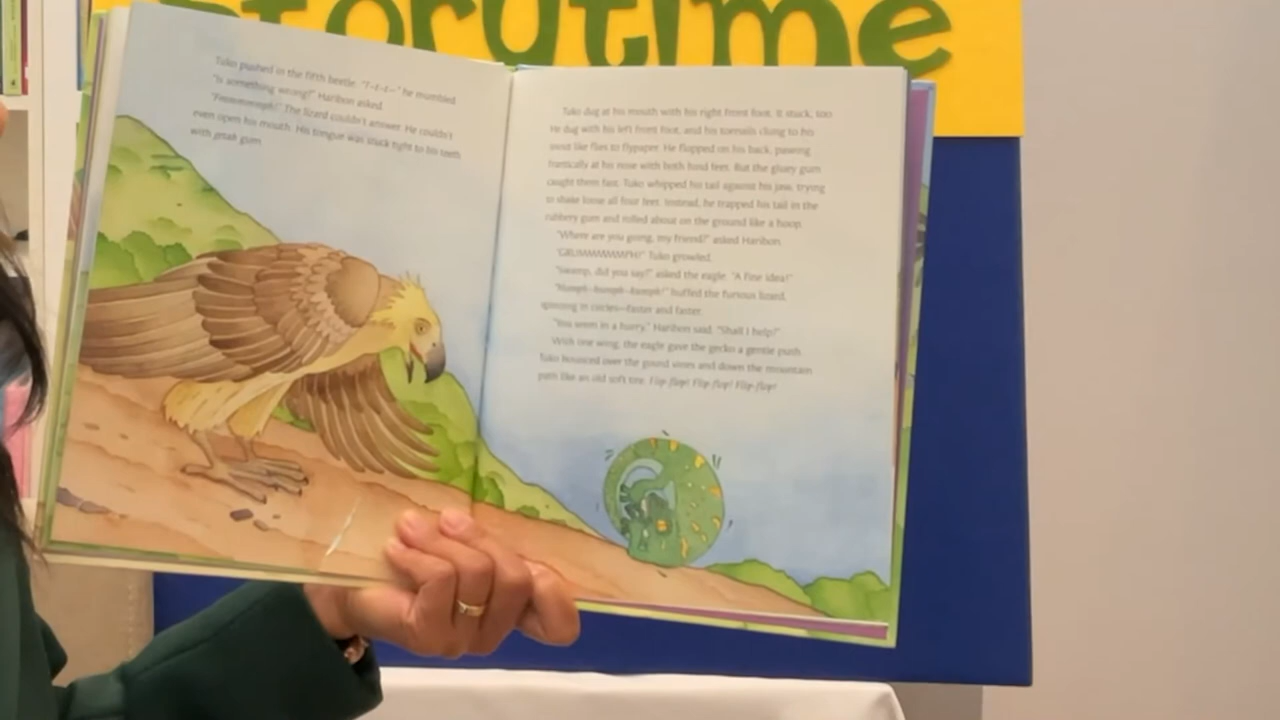 storytime
Tuko pushed in the fifth beetle. "T-t-t—" he mumbled.
"Is something wrong?" Haribon asked.
The lizard couldn't answer. He couldn't
even open his mouth. His tongue was stuck tight to his teeth
with gum.
Tuko dug at his mouth with his right front foot. It stuck, too.
He dug with his left front foot, and his toenails clung to his
snout like flies to flypaper. He flopped on his back, pawing
frantically at his nose with both hind feet. But the gluey gum
caught them fast. Tuko whipped his tail against his jaw, trying
to shake loose all four feet. Instead, he trapped his tail in the
rubbery gum and rolled about on the ground like a hoop.
"Where are you going, my friend?" asked Haribon.
Tuko growled.
"Swamp, did you say?" asked the eagle. "A fine idea!"
huffed the furious lizard,
spinning in circles—faster and faster.
"You seem in a hurry," Haribon said. "Shall I help?"
With one wing, the eagle gave the gecko a gentle push.
Tuko bounced over the gourd vines and down the mountain
path like an old soft tire. Flip-flop! Flip-flop! Flip-flop!